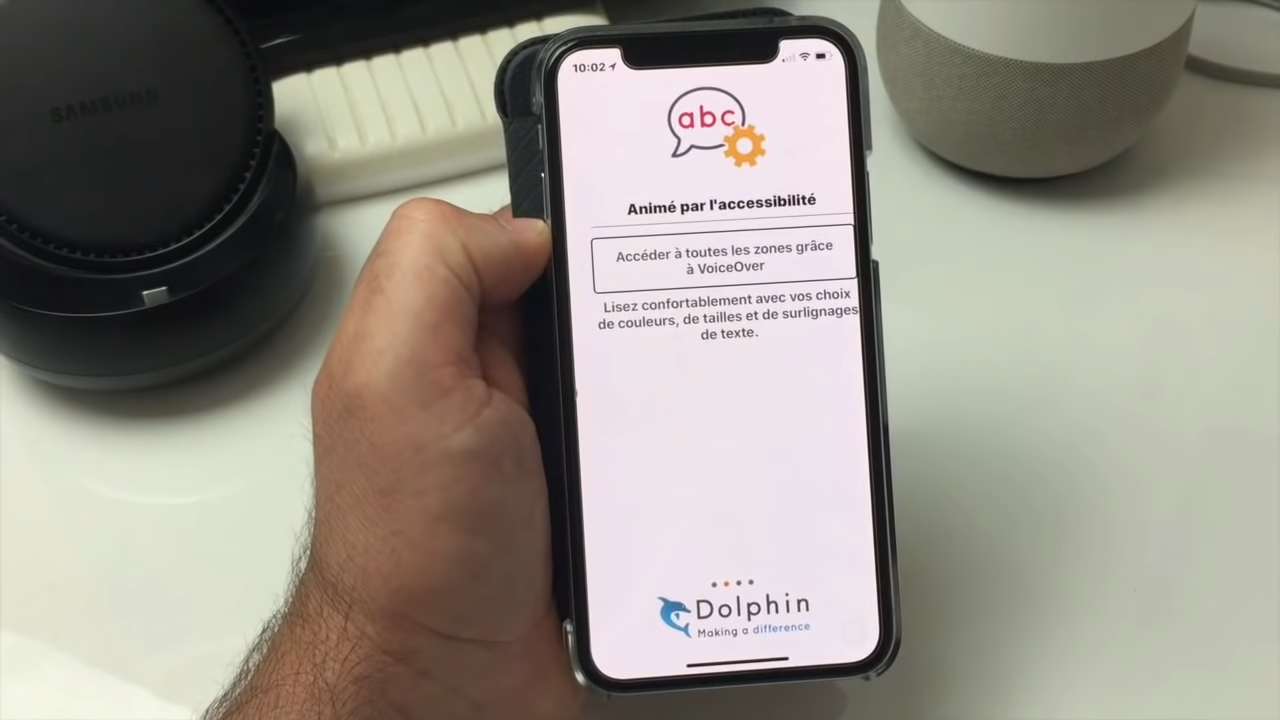 SAMSUNG
10:02
abc
Animé par l'accessibilité
Accéder à toutes les zones grâce
à VoiceOver
Lisez confortablement avec vos choix
de couleurs, de tailles et de surlignages
de texte.
Dolphin
Making a difference